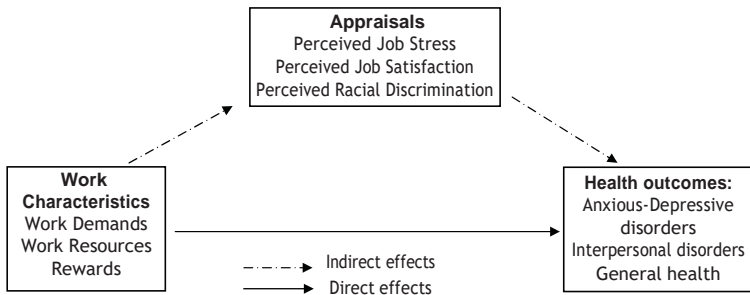 Appraisals
Perceived Job Stress
Perceived Job Satisfaction
Perceived Racial Discrimination
Work
Characteristics
Work Demands
Work Resources
Rewards
Health outcomes:
Anxious-Depressive
disorders
Interpersonal disorders
General health
Indirect effects
Direct effects